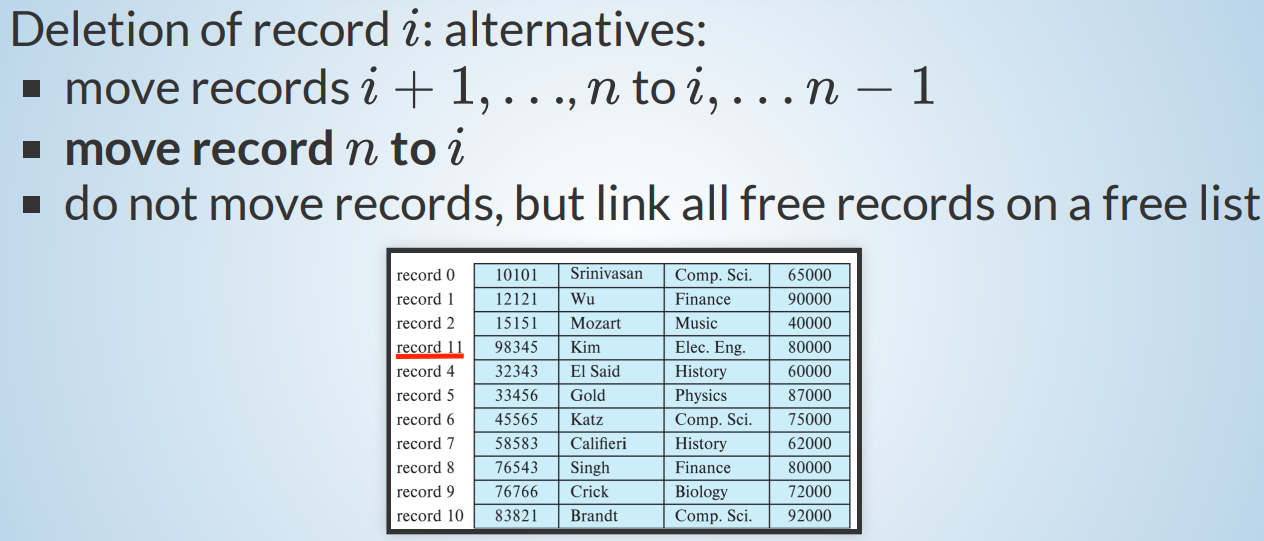 Deletion of record i: alternatives:
▪ move records i + 1, . . ., n to i, . . . n − 1
▪ move record n to i
▪ do not move records, but link all free records on a free list
record 0 10101 Srinivasan Comp. Sci. 65000
record 1 12121 Wu Finance 90000
record 2 15151 Mozart Music 40000
record 11 98345 Kim Elec. Eng. 80000
record 4 32343 El Said History 60000
record 5 33456 Gold Physics 87000
record 6 45565 Katz Comp. Sci. 75000
record 7 58583 Califieri History 62000
record 8 76543 Singh Finance 80000
record 9 76766 Crick Biology 72000
record 10 83821 Brandt Comp. Sci. 92000